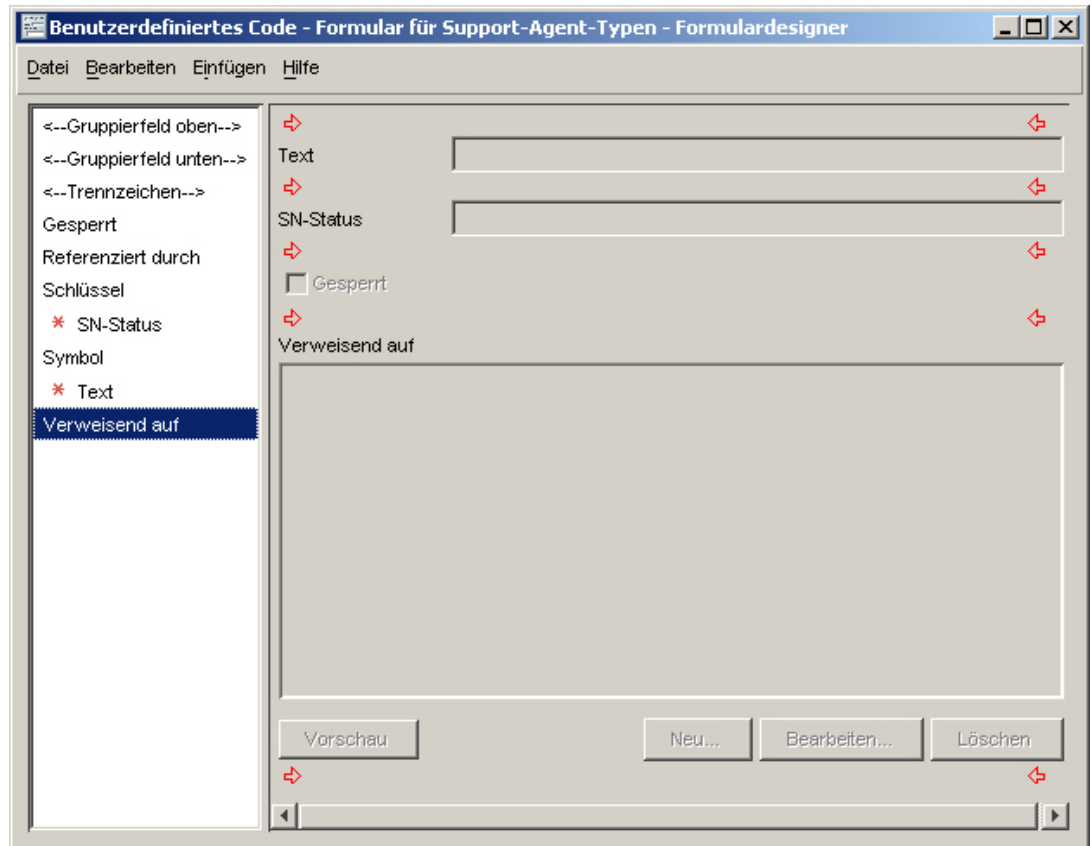 Benutzerdefiniertes Code - Formular für Support-Agent-Typen - Formulardesigner
Datei Bearbeiten Einfügen Hilfe
<--Gruppierfeld oben-->
<--Gruppierfeld unten-->
<--Trennzeichen-->
Gesperrt
Referenziert durch
Schlüssel
* SN-Status
Symbol
* Text
Verweisend auf
Text
SN-Status
Gesperrt
Verweisend auf
Vorschau Neu... Bearbeiten... Löschen